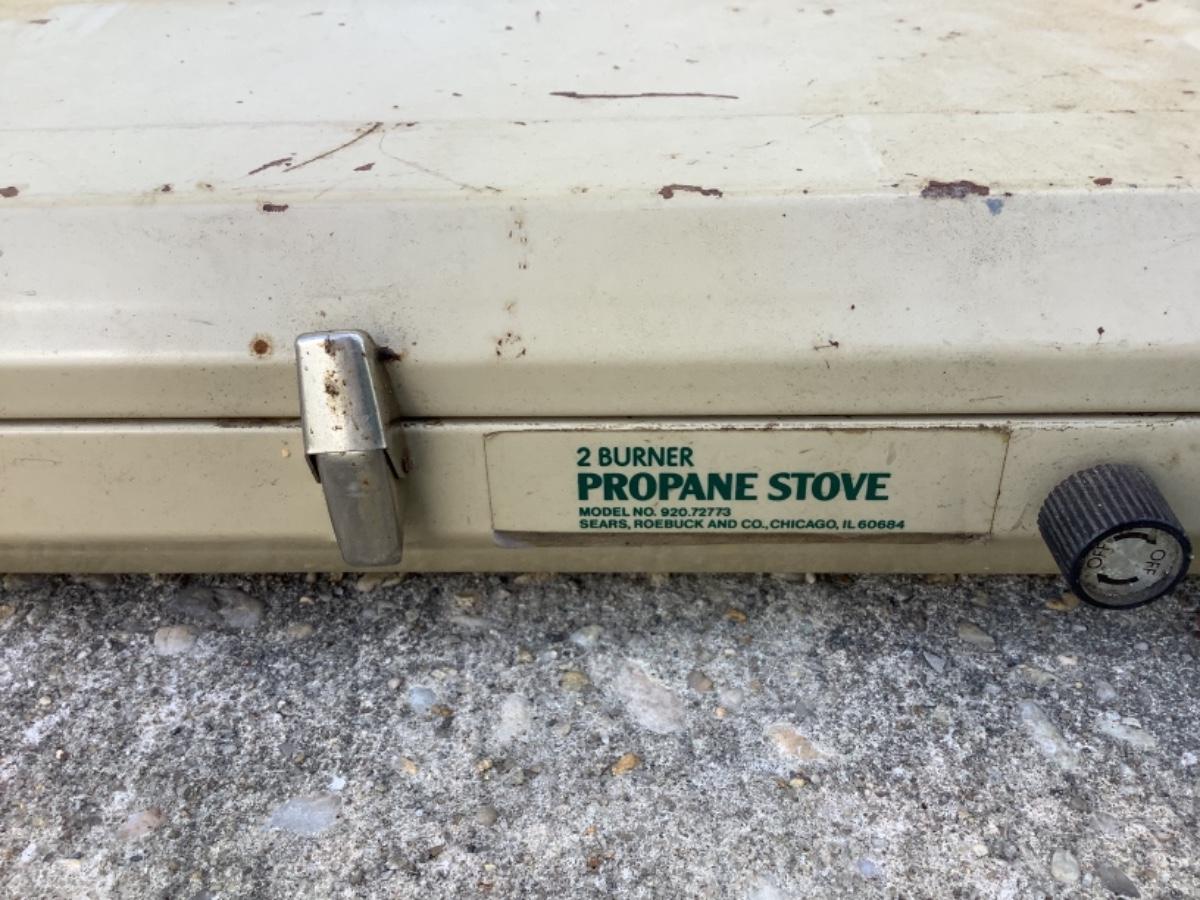 2 BURNER
PROPANE STOVE
MODEL NO. 920.72773
SEARS, ROEBUCK AND CO., CHICAGO, IL 60684
OFF
OFF